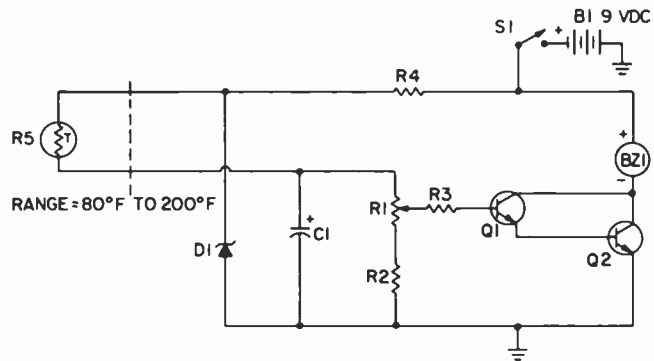 S1
+ B1 9 VDC
R4
R5
T
+
BZ1
-
RANGE = 80°F TO 200°F
+
C1
R1
R3
Q1
D1
R2
Q2